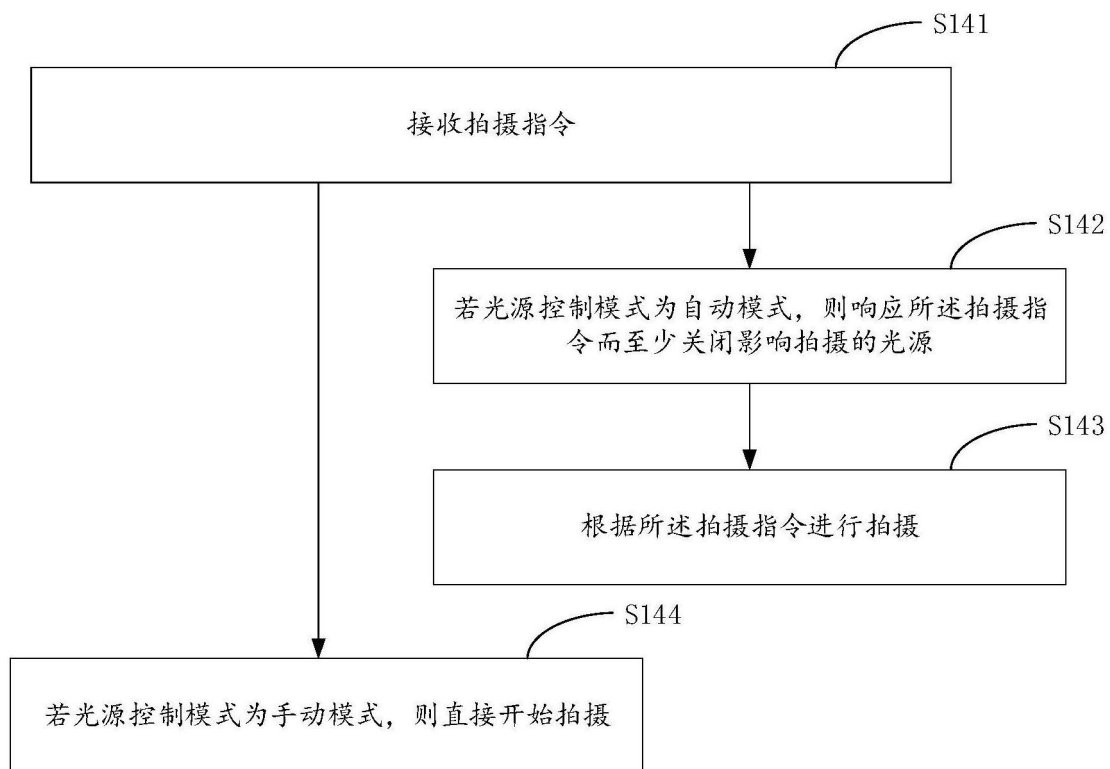 S141
接收拍摄指令
S142
若光源控制模式为自动模式，则响应所述拍摄指
令而至少关闭影响拍摄的光源
S143
根据所述拍摄指令进行拍摄
S144
若光源控制模式为手动模式，则直接开始拍摄